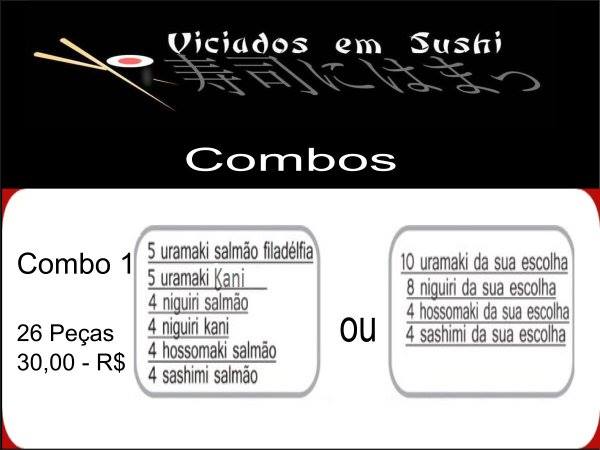 Viciados em Sushi
寿司にはまっ
Combos
Combo 1
26 Peças
30,00 - R$
5 uramaki salmão filadélfia
5 uramaki Kani
4 niguiri salmão
4 niguiri kani
4 hossomaki salmão
4 sashimi salmão
ou
10 uramaki da sua escolha
8 niguiri da sua escolha
4 hossomaki da sua escolha
4 sashimi da sua escolha